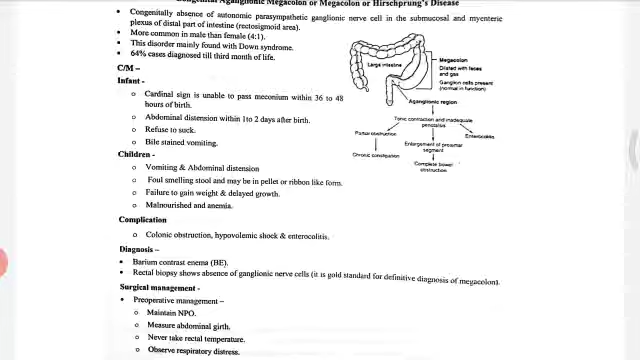 Congenital Aganglionic Megacolon or Megacolon or Hirschprung's Disease
• Congenitally absence of autonomic parasympathetic ganglionic nerve cell in the submucosal and myenteric
plexus of distal part of intestine (rectosigmoid area).
• More common in male than female (4:1).
• This disorder mainly found with Down syndrome.
• 64% cases diagnosed till third month of life.
C/M –
Infant -
o Cardinal sign is unable to pass meconium within 36 to 48
hours of birth.
o Abdominal distension within 1to 2 days after birth.
o Refuse to suck.
o Bile stained vomiting.
Children -
o Vomiting & Abdominal distension
o Foul smelling stool and may be in pellet or ribbon like form.
o Failure to gain weight & delayed growth.
o Malnourished and anemia.
Large intestine
Megacolon
Dilated with feces
and gas
Ganglion cells present
(normal in function)
Aganglionic region
Tonic contraction and inadequate
peristalsis
Partial obstruction
Enterocolitis
Enlargement of proximal
segment
Chronic constipation
Complete bowel
obstruction
Complication
o Colonic obstruction, hypovolemic shock & enterocolitis.
Diagnosis –
• Barium contrast enema (BE).
• Rectal biopsy shows absence of ganglionic nerve cells (it is gold standard for definitive diagnosis of megacolon).
Surgical management -
• Preoperative management –
o Maintain NPO.
o Measure abdominal girth.
o Never take rectal temperature.
o Observe respiratory distress.